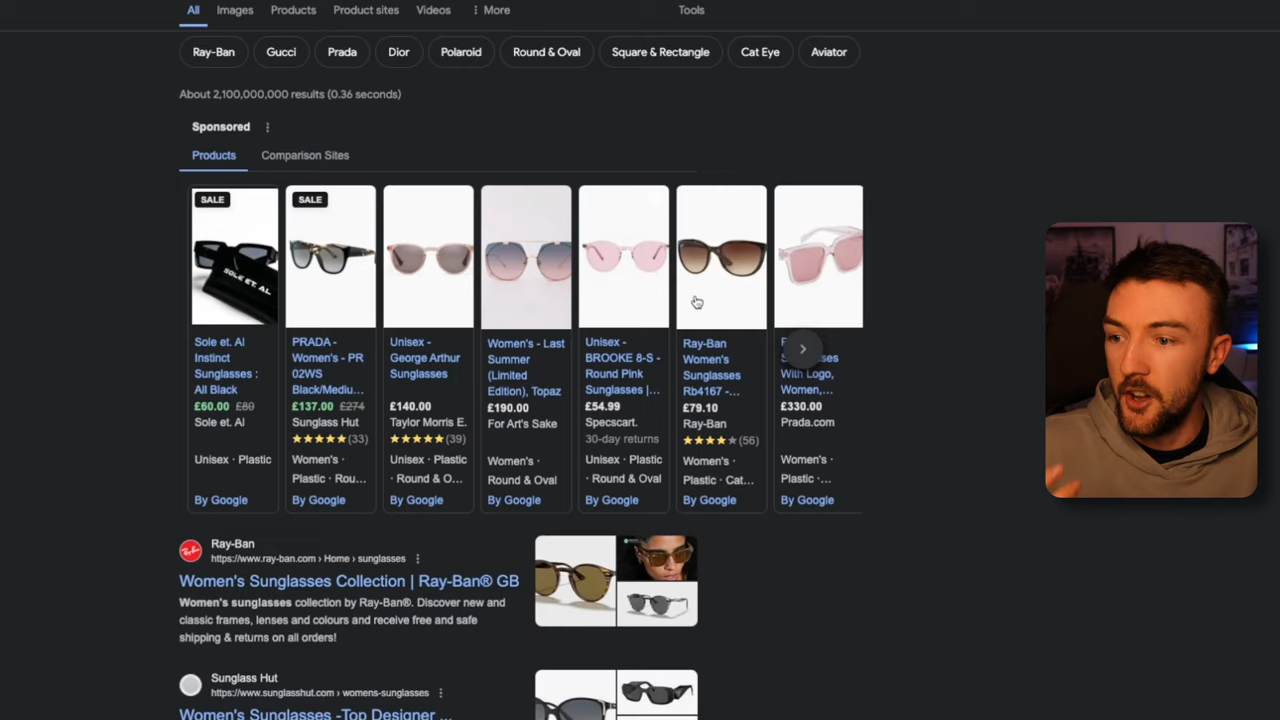 All Images Products Product sites Videos More Tools
Ray-Ban Gucci Prada Dior Polaroid Round & Oval Square & Rectangle Cat Eye Aviator
About 2,100,000,000 results (0.36 seconds)
Sponsored
Products Comparison Sites
SALE
SOLE ET. AL
Sole et. Al
Instinct
Sunglasses :
All Black
£60.00 £80
Sole et. Al
Unisex · Plastic
By Google
SALE
PRADA -
Women's - PR
02WS
Black/Mediu...
£137.00 £274
Sunglass Hut
(33)
Women's ·
Plastic · Rou...
By Google
Unisex -
George Arthur
Sunglasses
£140.00
Taylor Morris E.
(39)
Unisex · Plastic
· Round & O...
By Google
Women's - Last
Summer
(Limited
Edition), Topaz
£190.00
For Art's Sake
Women's ·
Round & Oval
By Google
Unisex -
BROOKE 8-S -
Round Pink
Sunglasses |...
£54.99
Specscart.
30-day returns
Unisex · Plastic
· Round & Oval
By Google
Ray-Ban
Women's
Sunglasses
Rb4167 -...
£79.10
Ray-Ban
(56)
Women's ·
Plastic · Cat...
By Google
With Logo,
Women,...
£330.00
Prada.com
Women's ·
Plastic ·...
By Google
Ray-Ban
https://www.ray-ban.com › Home › sunglasses
Women's Sunglasses Collection | Ray-Ban® GB
Women's sunglasses collection by Ray-Ban®. Discover new and
classic frames, lenses and colours and receive free and safe
shipping & returns on all orders!
Sunglass Hut
https://www.sunglasshut.com › womens-sunglasses
Women's Sunglasses -Top Designer ...